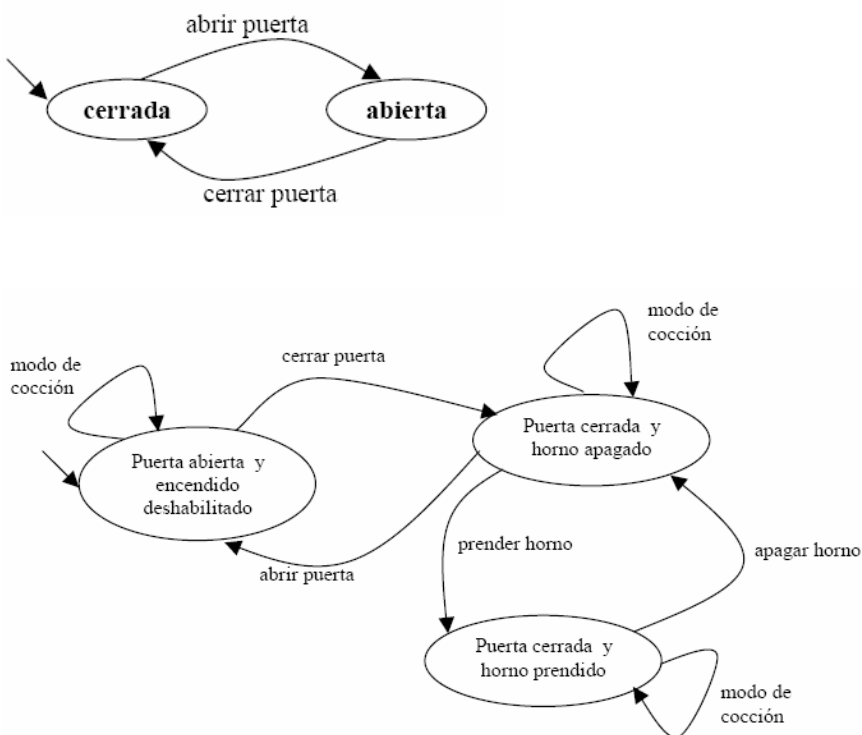 abrir puerta
cerrada
abierta
cerrar puerta
modo de
cocción
modo de
cocción
cerrar puerta
Puerta cerrada y
horno apagado
Puerta abierta y
encendido
deshabilitado
prender horno
apagar horno
abrir puerta
Puerta cerrada y
horno prendido
modo de
cocción